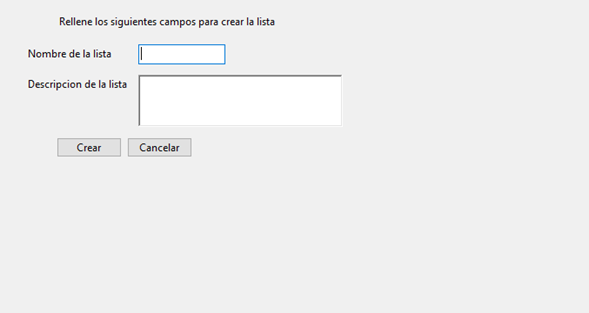 Rellene los siguientes campos para crear la lista
Nombre de la lista
Descripcion de la lista
Crear Cancelar